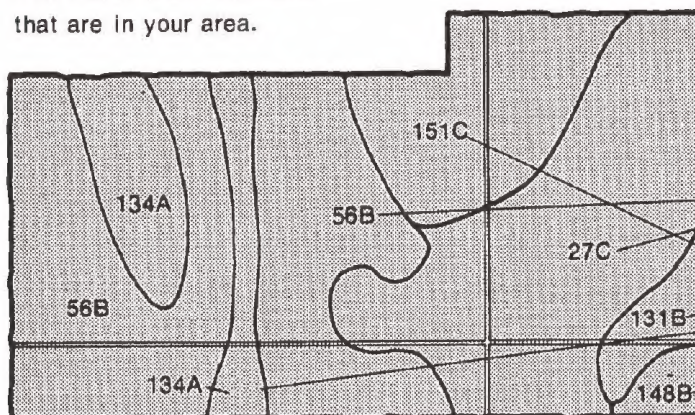 that are in your area.
151C
134A
56B
27C
56B
131B
134A
148B